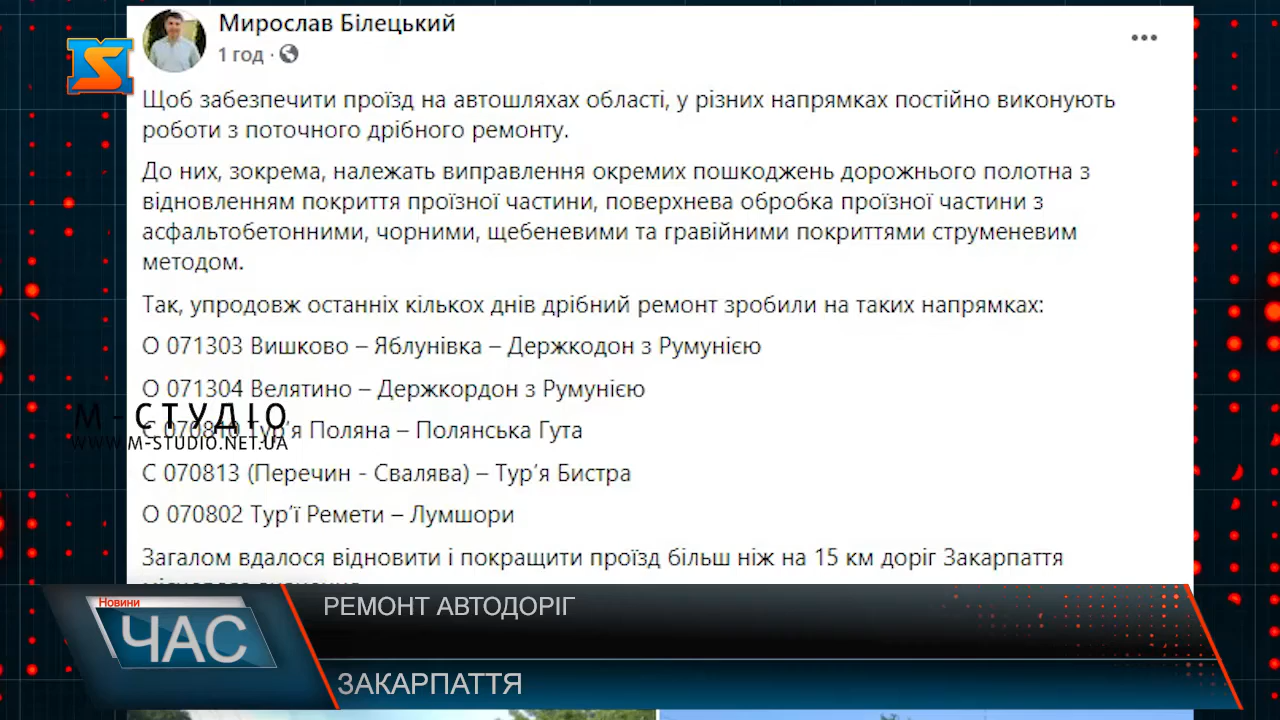 Мирослав Білецький
1 год ·
Щоб забезпечити проїзд на автошляхах області, у різних напрямках постійно виконують
роботи з поточного дрібного ремонту.
До них, зокрема, належать виправлення окремих пошкоджень дорожнього полотна з
відновленням покриття проїзної частини, поверхнева обробка проїзної частини з
асфальтобетонними, чорними, щебеневими та гравійними покриттями струменевим
методом.
Так, упродовж останніх кількох днів дрібний ремонт зробили на таких напрямках:
О 071303 Вишково – Яблунівка – Держкодон з Румунією
О 071304 Велятино – Держкордон з Румунією
М-СТУДІО
С 070810 Тур’я Поляна – Полянська Гута
WWW.M-STUDIO.NET.UA
С 070813 (Перечин - Свалява) – Тур’я Бистра
О 070802 Тур’ї Ремети – Лумшори
Загалом вдалося відновити і покращити проїзд більш ніж на 15 км доріг Закарпаття
Новини
ЧАС
РЕМОНТ АВТОДОРІГ
ЗАКАРПАТТЯ